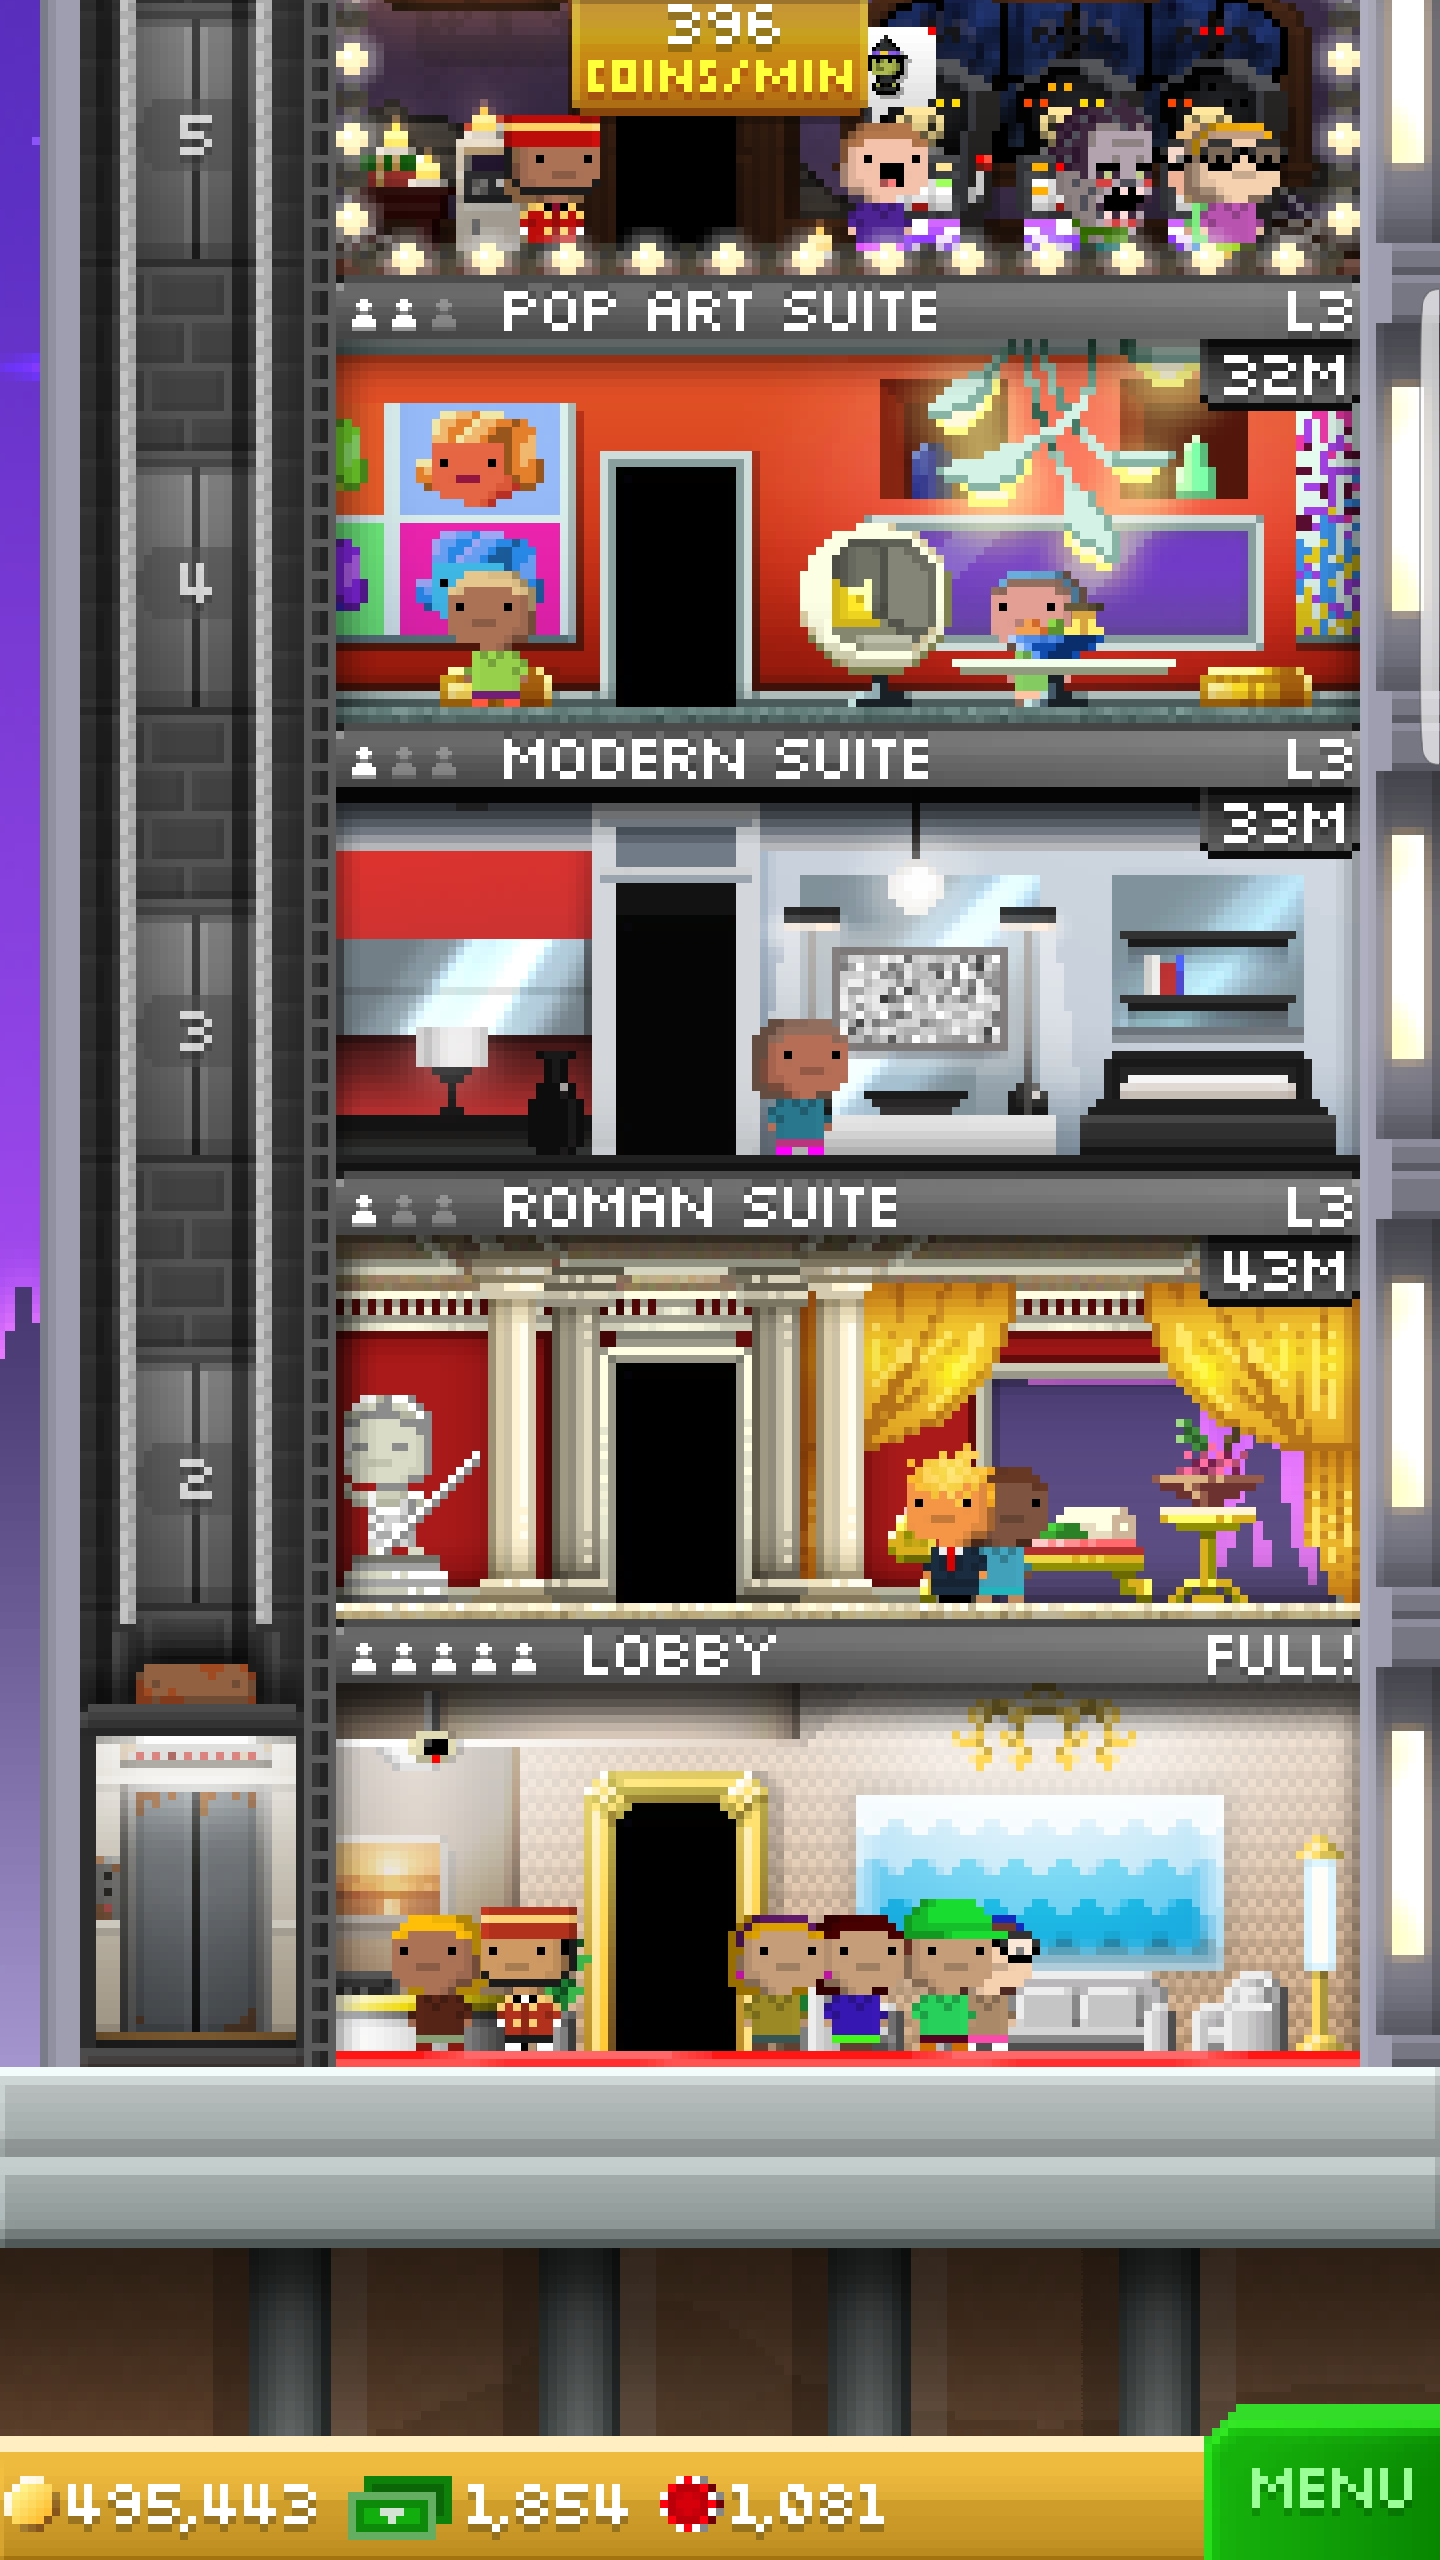 396
COINS/MIN
5
POP ART SUITE L3
32M
4
MODERN SUITE L3
33M
3
ROMAN SUITE L3
43M
2
LOBBY FULL!
495,443 1,854 1,081 MENU